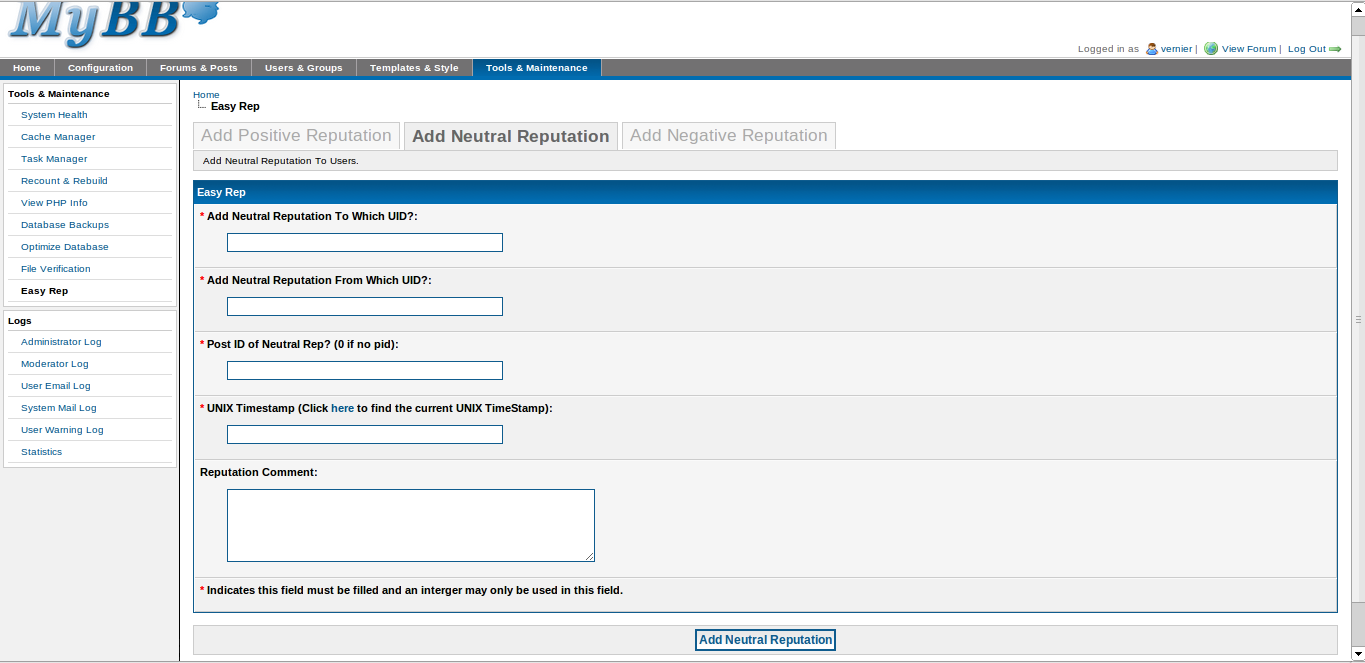 MyBB
Logged in as vernier | View Forum | Log Out
Home Configuration Forums & Posts Users & Groups Templates & Style Tools & Maintenance
Tools & Maintenance
System Health
Cache Manager
Task Manager
Recount & Rebuild
View PHP Info
Database Backups
Optimize Database
File Verification
Easy Rep
Logs
Administrator Log
Moderator Log
User Email Log
System Mail Log
User Warning Log
Statistics
Home
Easy Rep
Add Positive Reputation Add Neutral Reputation Add Negative Reputation
Add Neutral Reputation To Users.
Easy Rep
* Add Neutral Reputation To Which UID?:
* Add Neutral Reputation From Which UID?:
* Post ID of Neutral Rep? (0 if no pid):
* UNIX Timestamp (Click here to find the current UNIX TimeStamp):
Reputation Comment:
* Indicates this field must be filled and an interger may only be used in this field.
Add Neutral Reputation